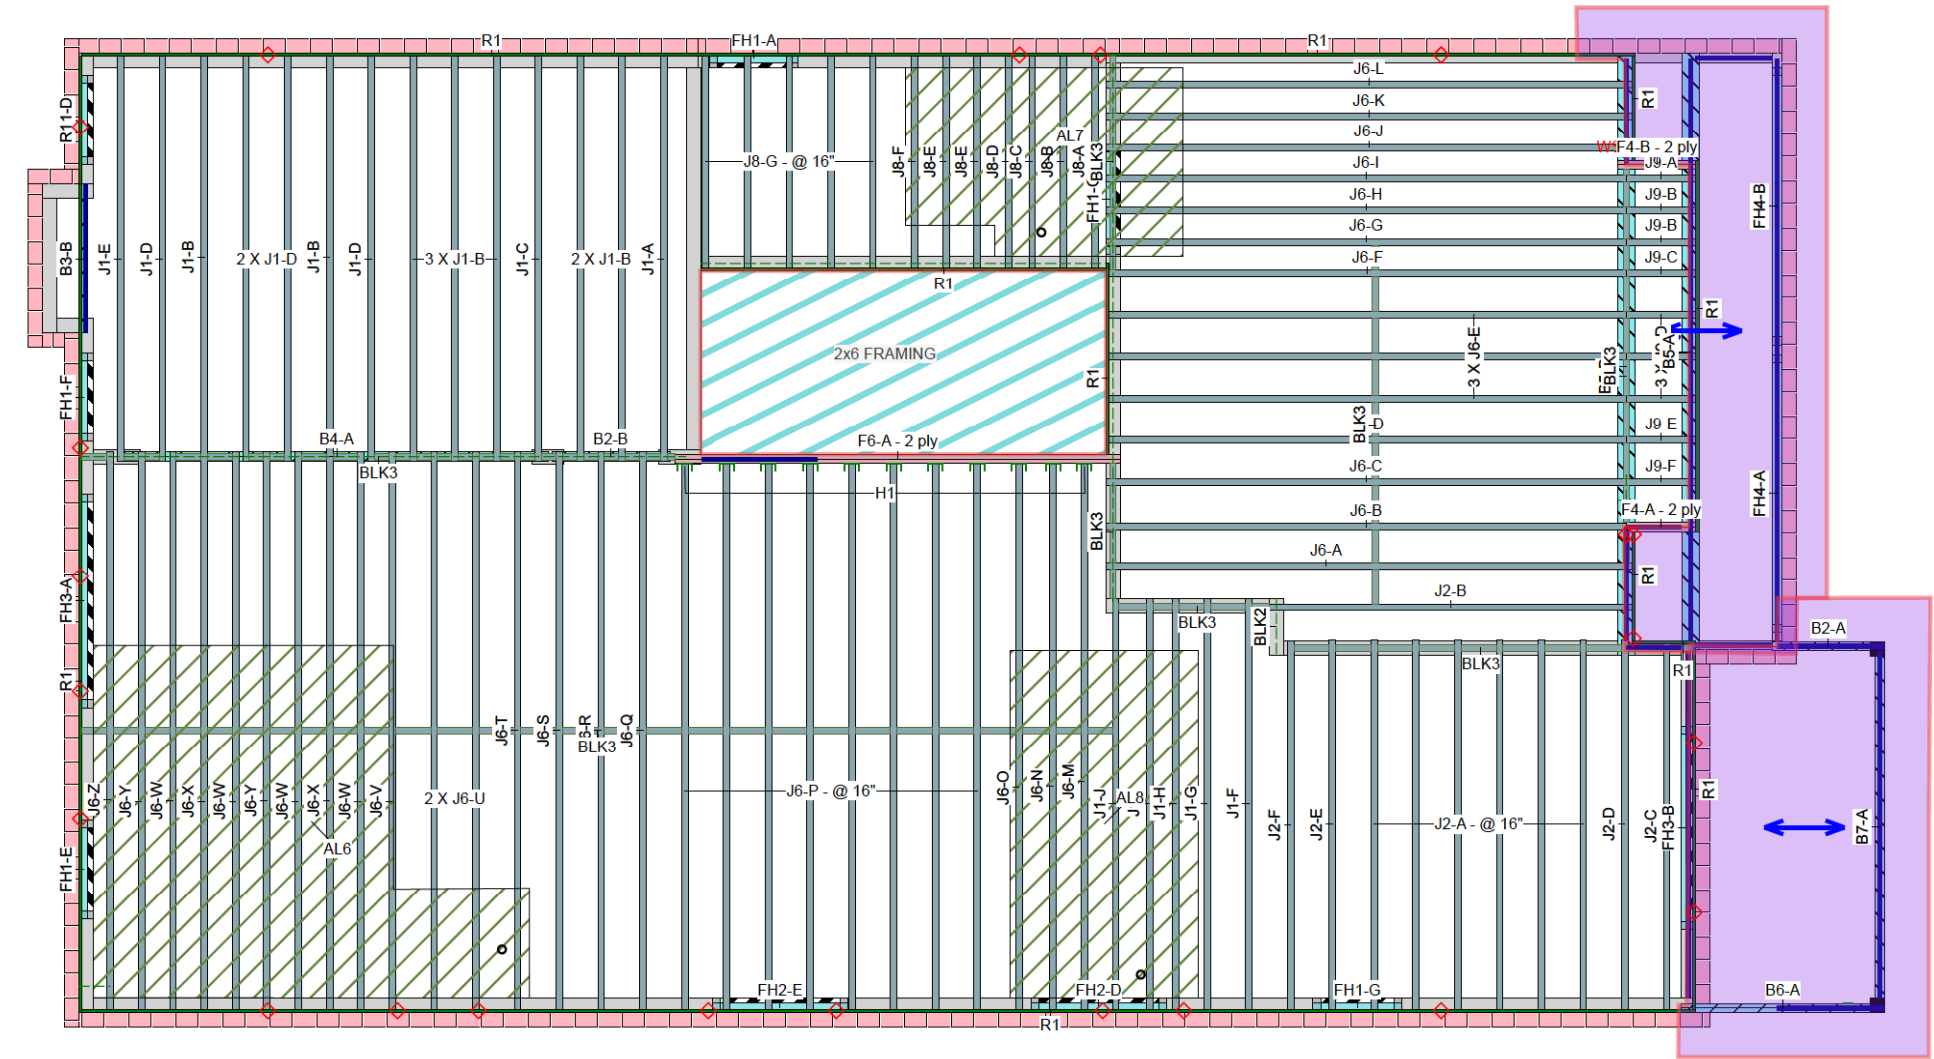 R1
FH1-A
R1
J6-L
J6-K
J6-J
J6-I
J6-H
J6-G
J6-F
R1
F4-B - 2 ply
J9-A
J9-B
J9-B
J9-C
FH4-B
R11-D
B3-B
J1-E
J1-D
J1-B
2 X J1-D
J1-B
J1-D
3 X J1-B
J1-C
2 X J1-B
J1-A
J8-G - @ 16"
J8-F
J8-E
J8-E
J8-D
J8-C
J8-B
J8-A
AL7
BLK3
R1
2x6 FRAMING
R1
R1
3 X J6-E
BLK3
B5-A
FH1-F
B4-A
B2-B
BLK3
F6-A - 2 ply
H1
BLK3
BLK3
J6-C
J6-B
J6-A
J2-B
J9-F
F4-A - 2 ply
FH4-A
R1
FH3-A
R1
BLK3
BLK2
BLK3
R1
B2-A
J6-T
J6-S
BLK3
J6-Q
J6-Z
J6-Y
J6-W
J6-X
J6-W
J6-Y
J6-W
J6-X
J6-W
J6-V
2 X J6-U
AL6
J6-P - @ 16"
J6-O
J6-N
J6-M
J1-J
AL8
J1-H
J1-G
J1-F
J2-F
J2-E
J2-A - @ 16"
J2-D
J2-C
FH3-B
R1
B7-A
FH1-E
FH2-E
FH2-D
FH1-G
B6-A
R1